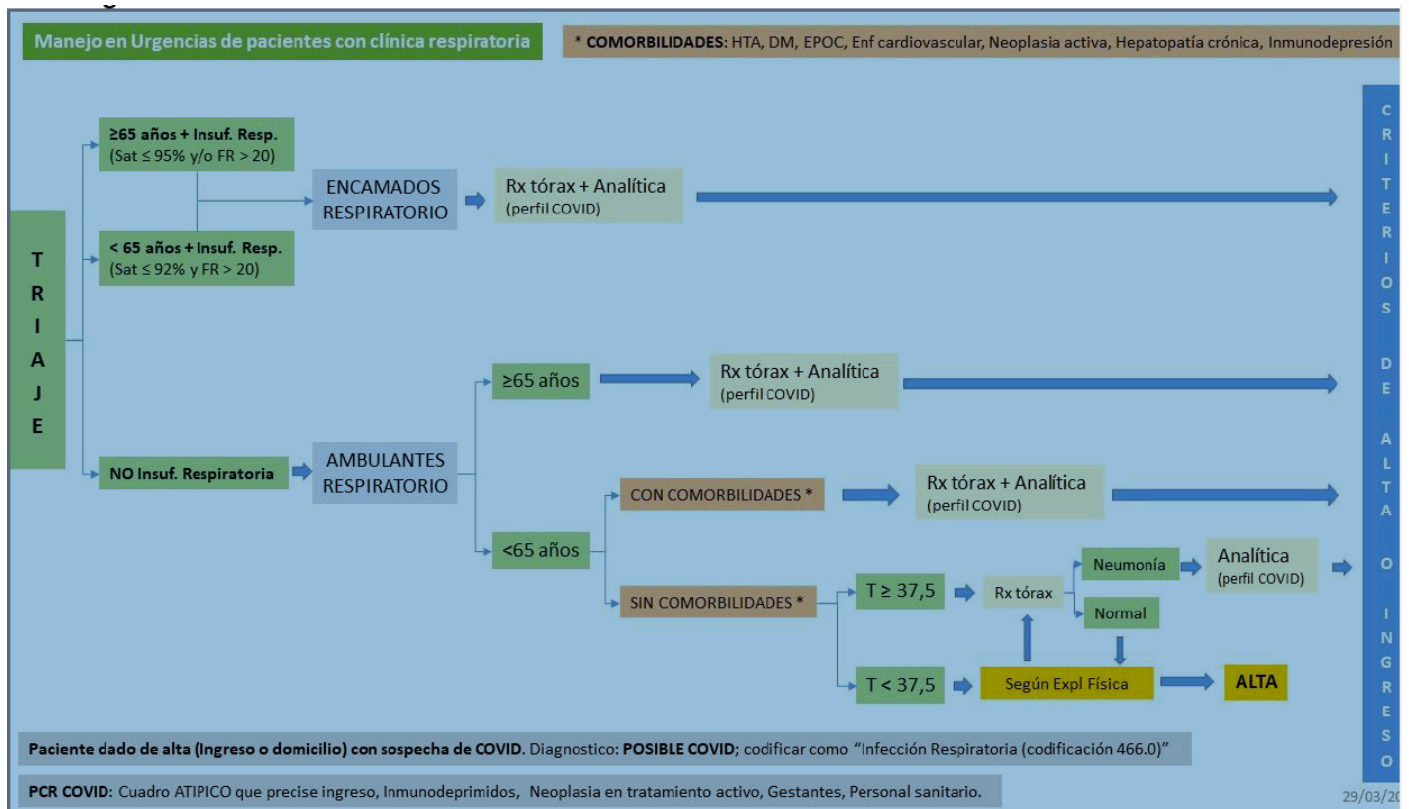 Manejo en Urgencias de pacientes con clínica respiratoria
* COMORBILIDADES: HTA, DM, EPOC, Enf cardiovascular, Neoplasia activa, Hepatopatía crónica, Inmunodepresión
TRIAJE
≥65 años + Insuf. Resp.
(Sat ≤ 95% y/o FR > 20)
< 65 años + Insuf. Resp.
(Sat ≤ 92% y FR > 20)
ENCAMADOS
RESPIRATORIO
Rx tórax + Analítica
(perfil COVID)
NO Insuf. Respiratoria
AMBULANTES
RESPIRATORIO
≥65 años
Rx tórax + Analítica
(perfil COVID)
<65 años
CON COMORBILIDADES *
Rx tórax + Analítica
(perfil COVID)
SIN COMORBILIDADES *
T ≥ 37,5
Rx tórax
Neumonía
Analítica
(perfil COVID)
Normal
T < 37,5
Según Expl Física
ALTA
CRITERIOS DE ALTA O INGRESO
Paciente dado de alta (Ingreso o domicilio) con sospecha de COVID. Diagnostico: POSIBLE COVID; codificar como “Infección Respiratoria (codificación 466.0)”
PCR COVID: Cuadro ATIPICO que precise ingreso, Inmunodeprimidos, Neoplasia en tratamiento activo, Gestantes, Personal sanitario.
29/03/20